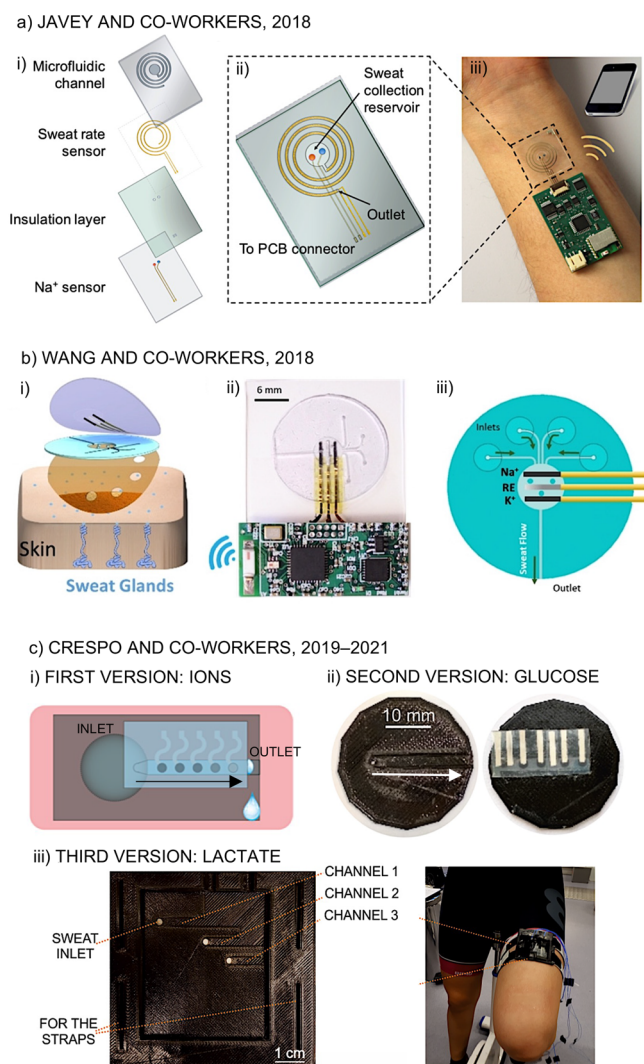 a) JAVEY AND CO-WORKERS, 2018
i)
Microfluidic
channel
Sweat rate
sensor
Insulation layer
Na⁺ sensor
ii)
Sweat
collection
reservoir
Outlet
To PCB connector
iii)
b) WANG AND CO-WORKERS, 2018
i)
Skin
Sweat Glands
ii)
6 mm
iii)
Inlets
Na⁺
RE
K⁺
Sweat Flow
Outlet
c) CRESPO AND CO-WORKERS, 2019–2021
i) FIRST VERSION: IONS
INLET
OUTLET
ii) SECOND VERSION: GLUCOSE
10 mm
iii) THIRD VERSION: LACTATE
CHANNEL 1
CHANNEL 2
CHANNEL 3
SWEAT
INLET
FOR THE
STRAPS
1 cm